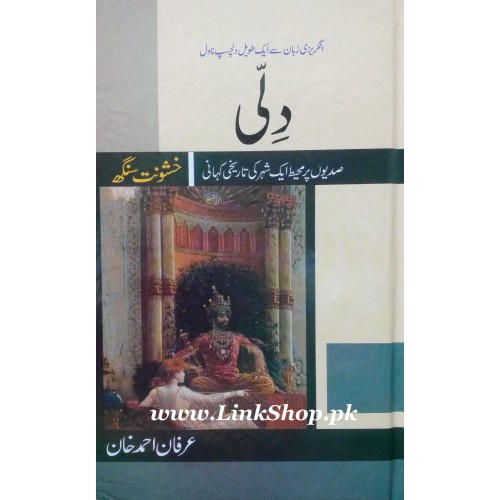 انگریزی زبان سے ایک طویل دلچسپ ناول
دِلّی
صدیوں پر محیط ایک شہر کی تاریخی کہانی | خشونت سنگھ
www.LinkShop.pk
عرفان احمد خان